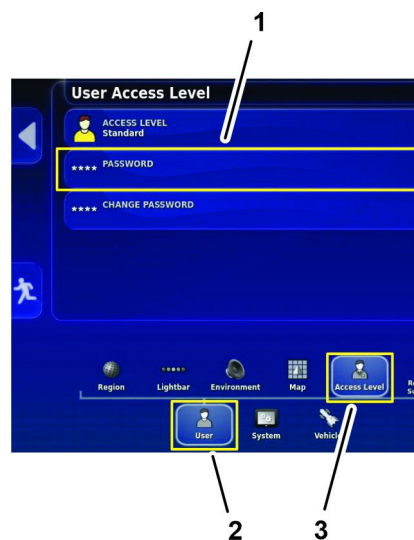 1
User Access Level
ACCESS LEVEL
Standard
**** PASSWORD
**** CHANGE PASSWORD
Region Lightbar Environment Map Access Level
User System Vehicle
2 3